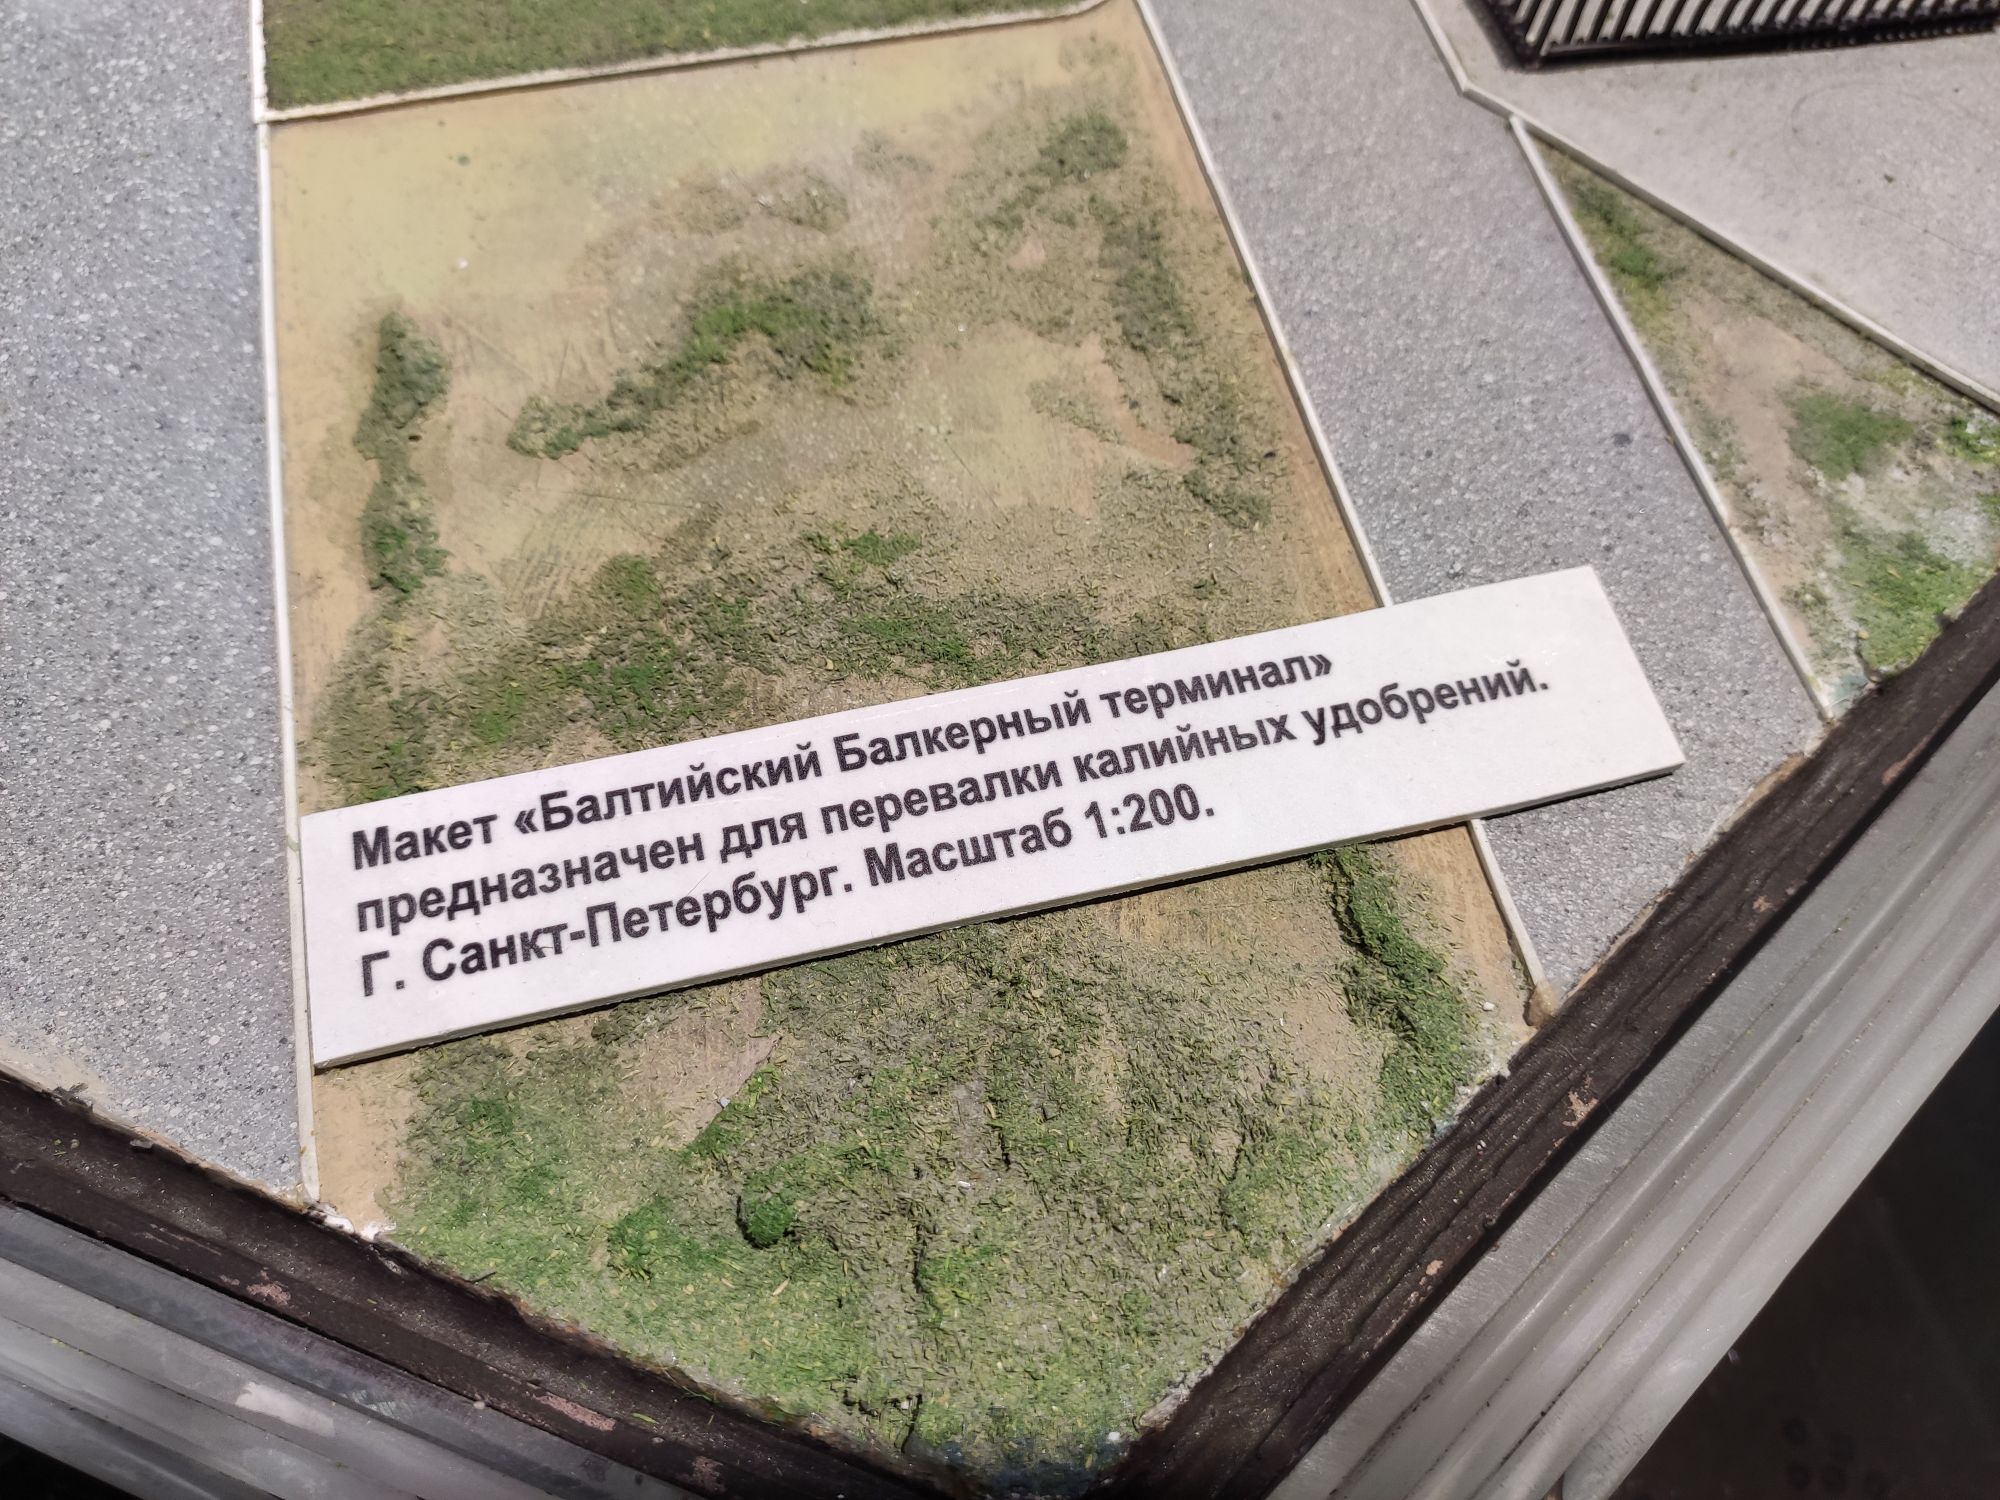 Макет «Балтийский Балкерный терминал»
предназначен для перевалки калийных удобрений.
Г. Санкт-Петербург. Масштаб 1:200.